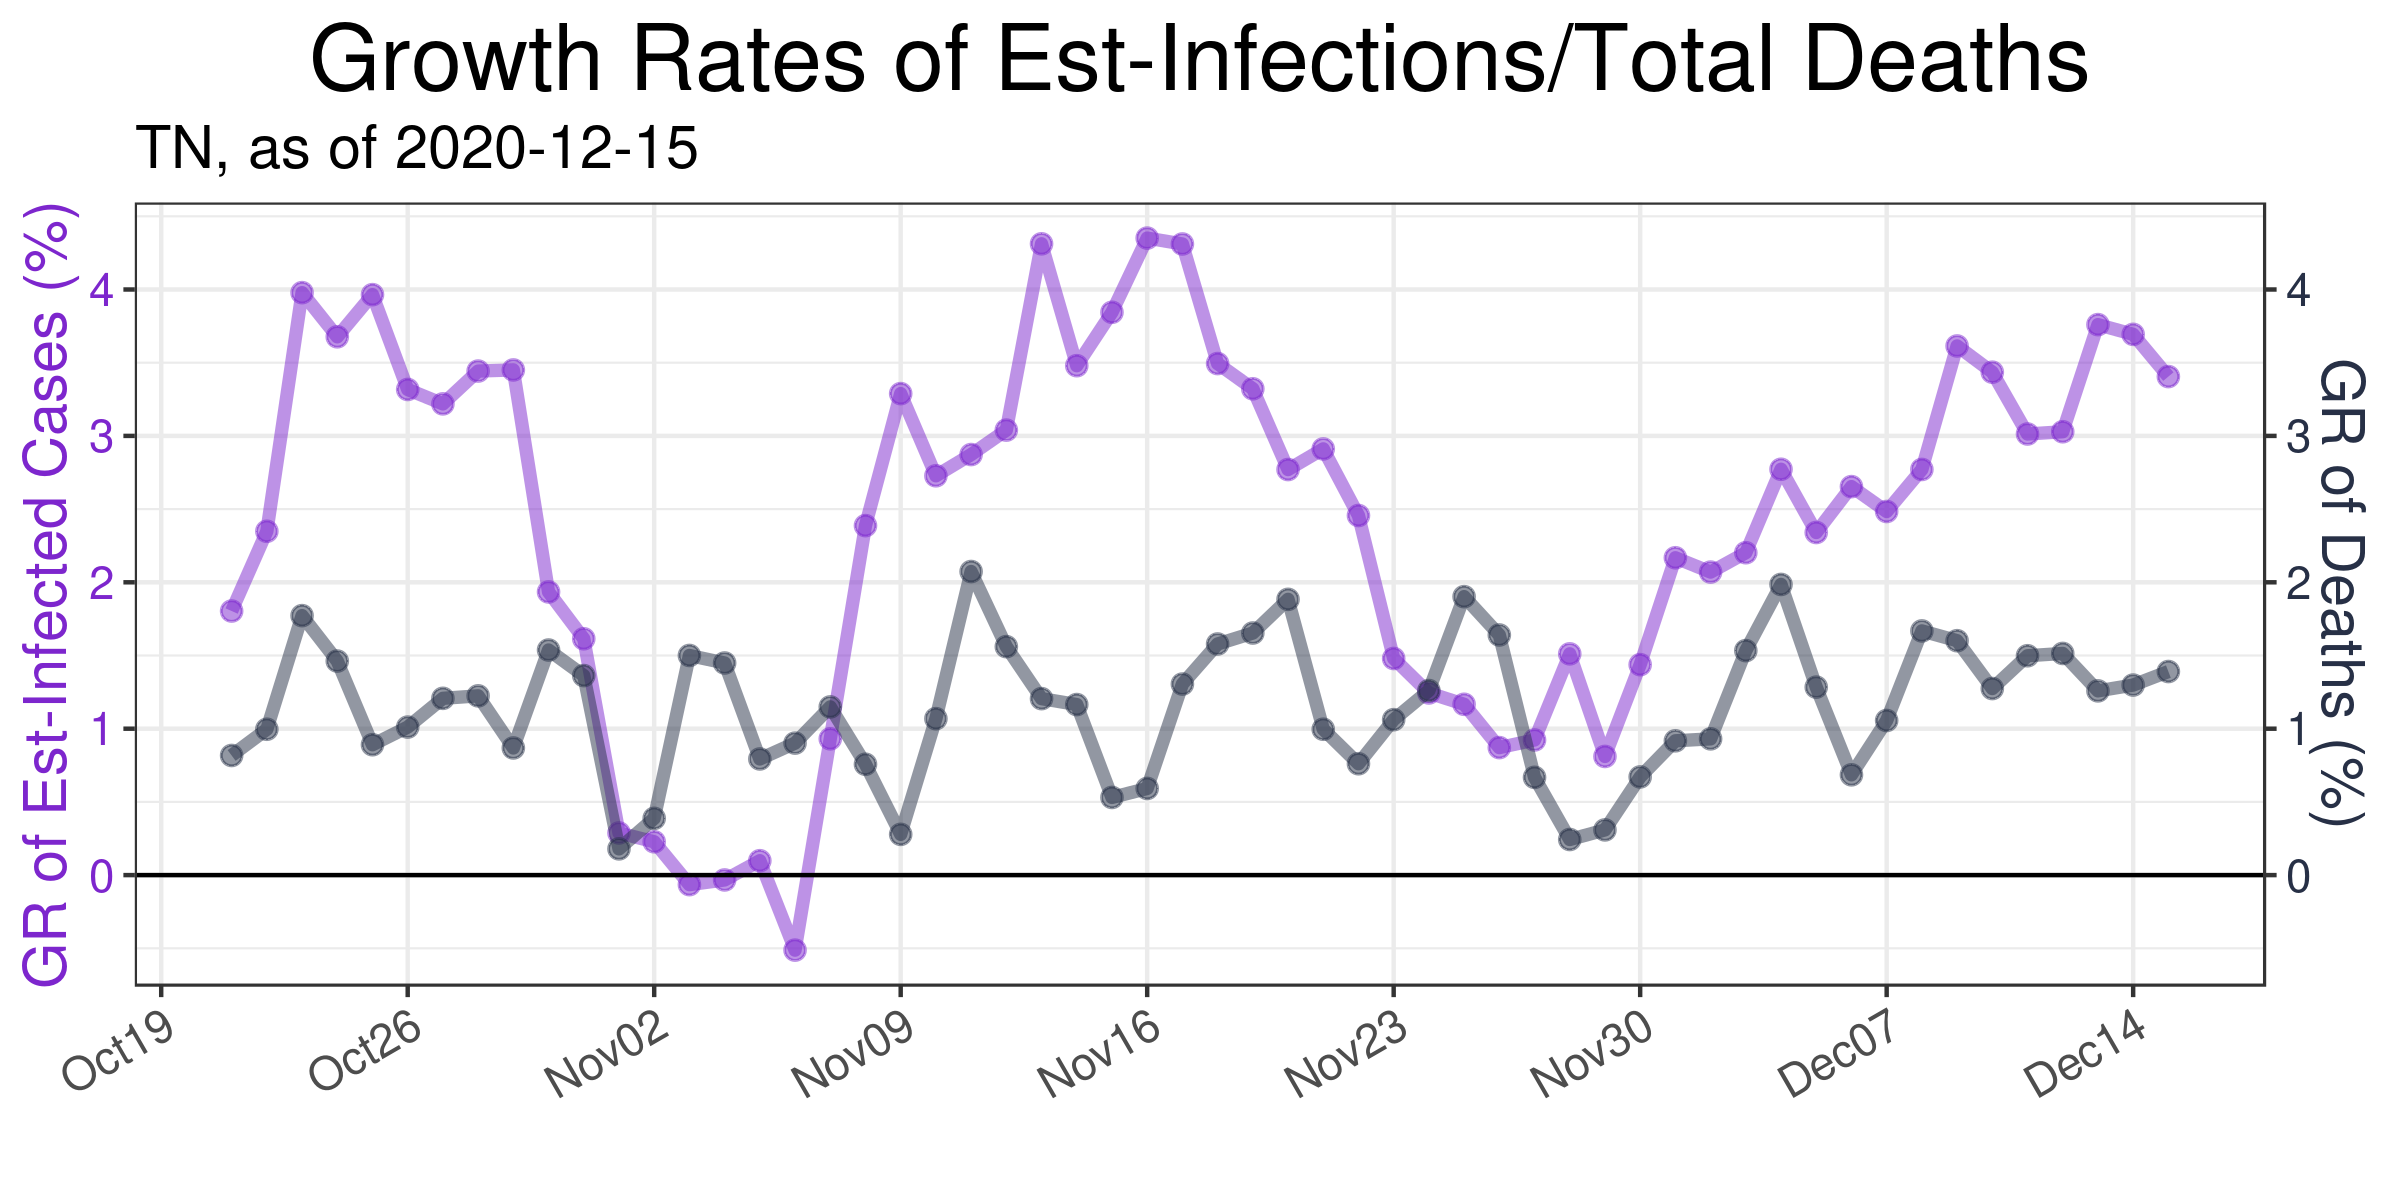 Growth Rates of Est-Infections/Total Deaths
TN, as of 2020-12-15
GR of Est-Infected Cases (%)
4
3
2
1
0
4
3
2
1
0
GR of Deaths (%)
Oct19
Oct26
Nov02
Nov09
Nov16
Nov23
Nov30
Dec07
Dec14